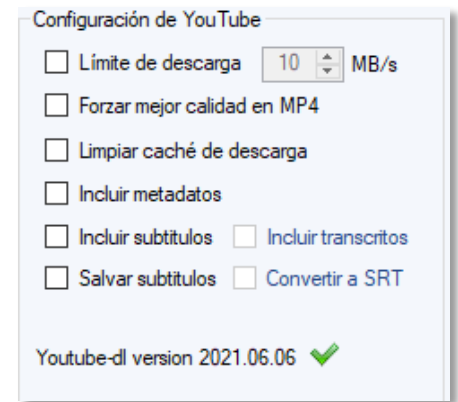 Configuración de YouTube
Límite de descarga 10 MB/s
Forzar mejor calidad en MP4
Limpiar caché de descarga
Incluir metadatos
Incluir subtitulos Incluir transcritos
Salvar subtitulos Convertir a SRT
Youtube-dl version 2021.06.06